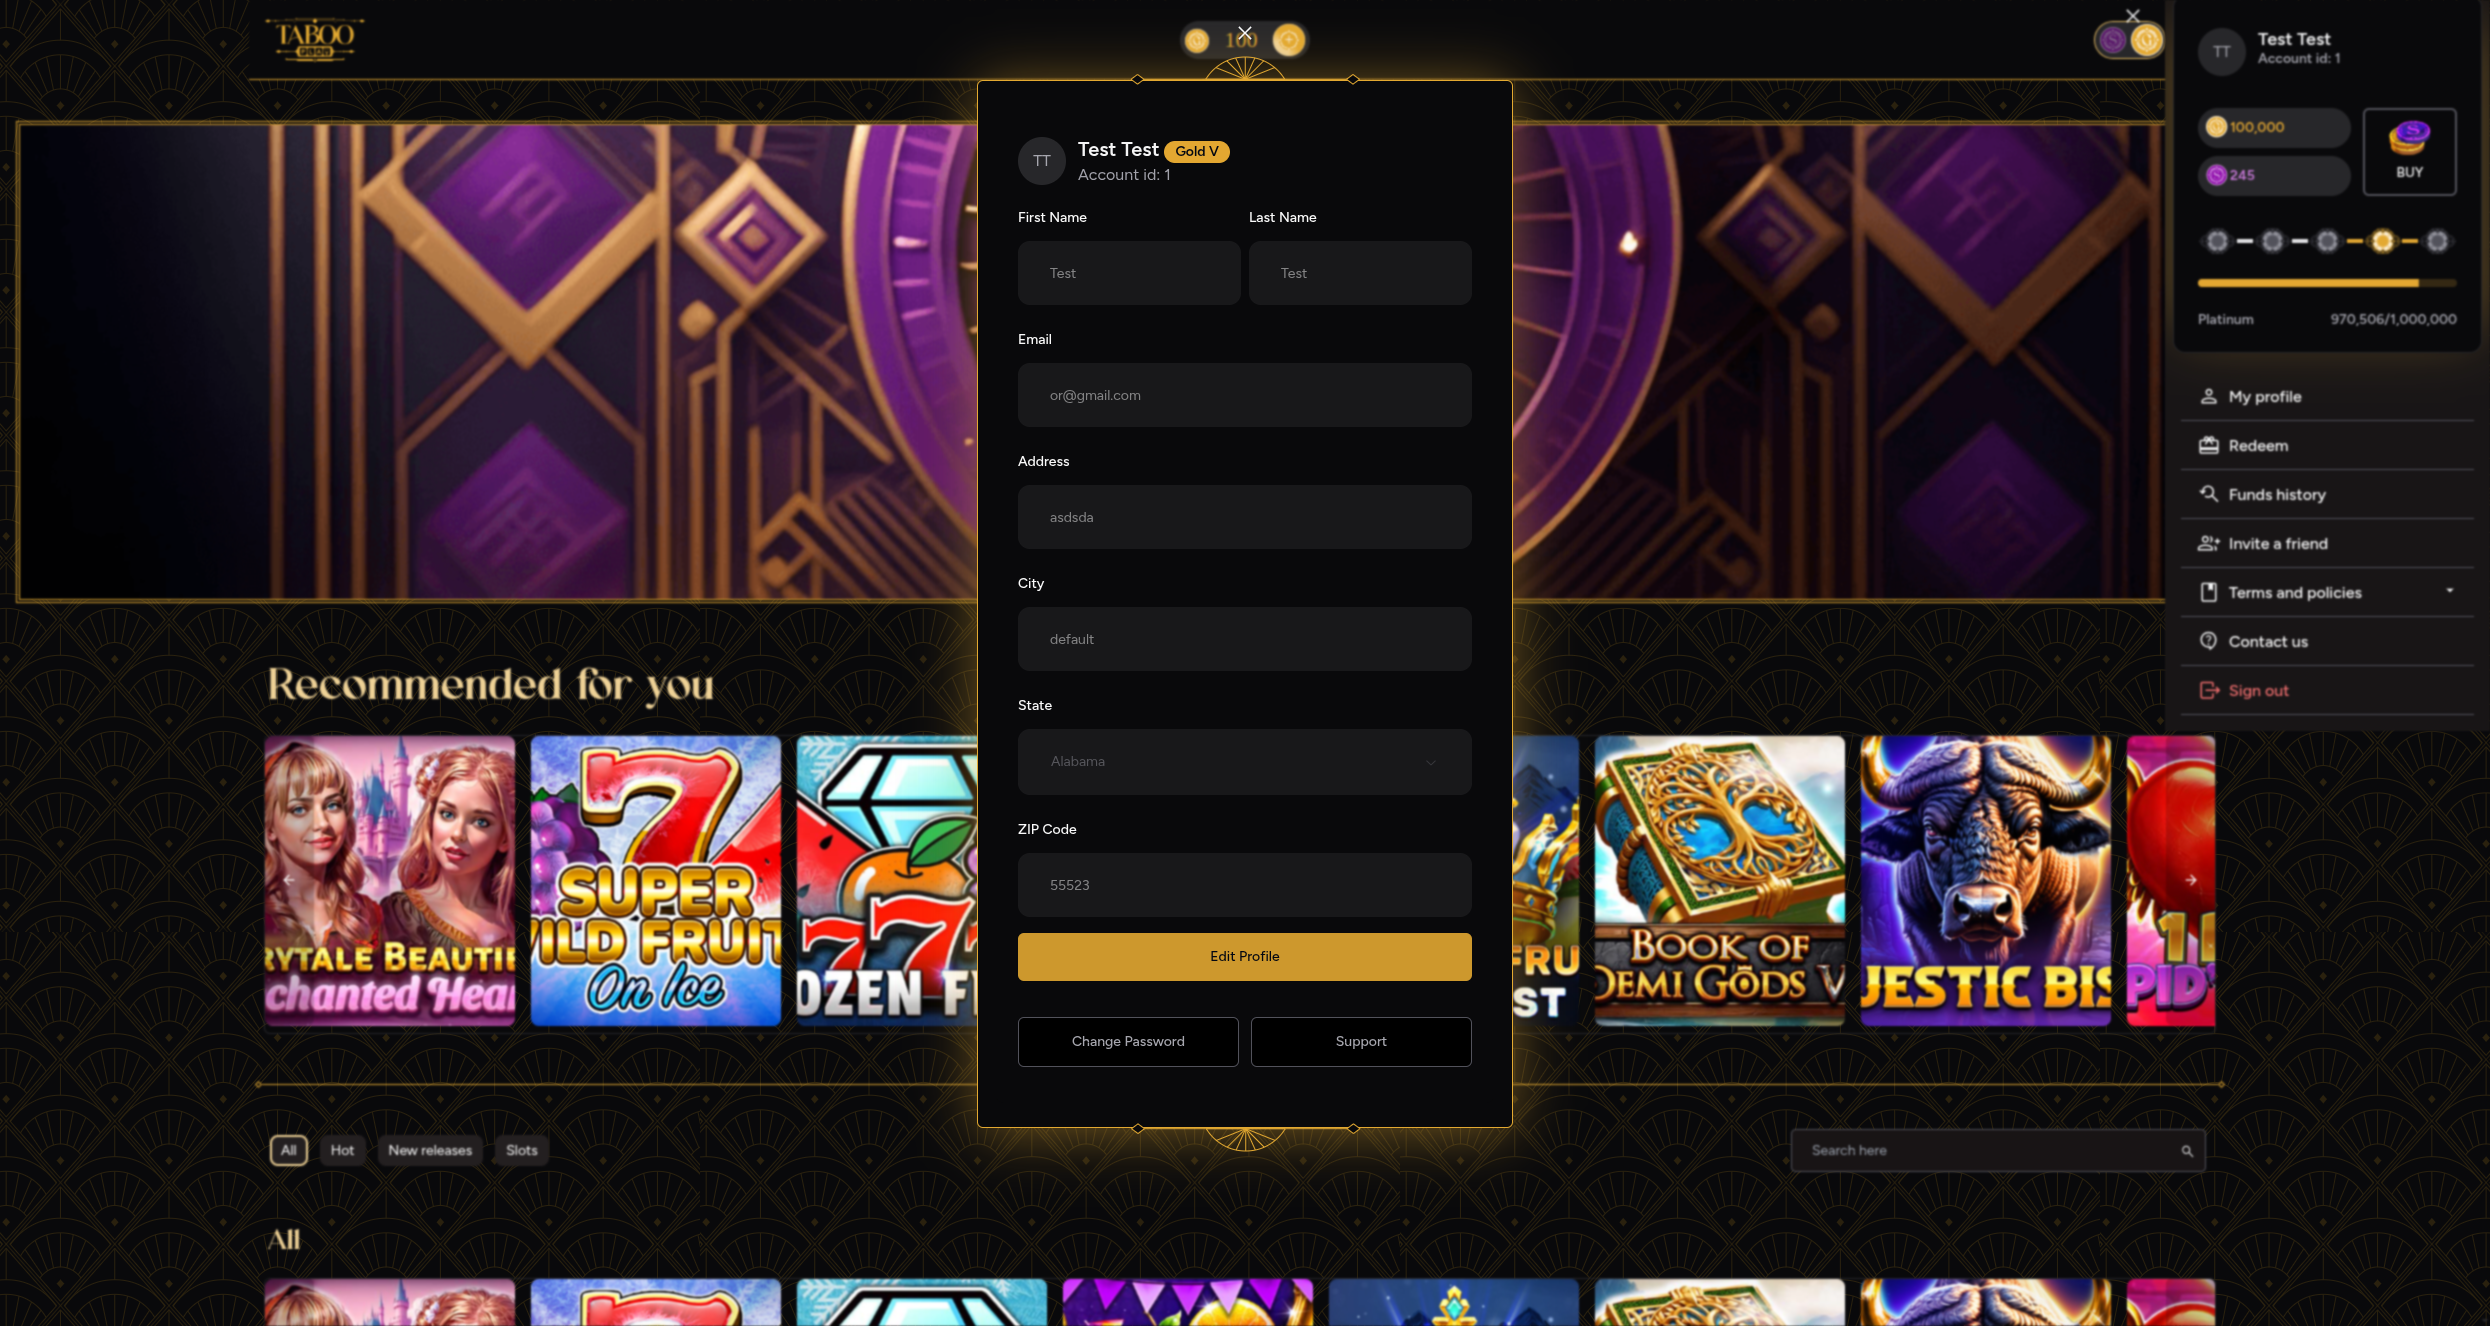 TABOO
100
Test Test Gold V
TT
Account id: 1
First Name
Last Name
Test
Test
Email
or@gmail.com
Address
asdsda
City
default
State
Alabama
ZIP Code
55523
Edit Profile
Change Password
Support
TT
Test Test
Account id: 1
100,000
245
BUY
Platinum
970,506/1,000,000
My profile
Redeem
Funds history
Invite a friend
Terms and policies
Contact us
Sign out
Recommended for you
RYTALE BEAUTIE
chanted Hear
7
SUPER
WILD FRUIT
On Ice
777
OZEN F
FRU
ST
BOOK OF
DEMI GODS V
JESTIC BIS
PID'
All
Hot
New releases
Slots
Search here
All